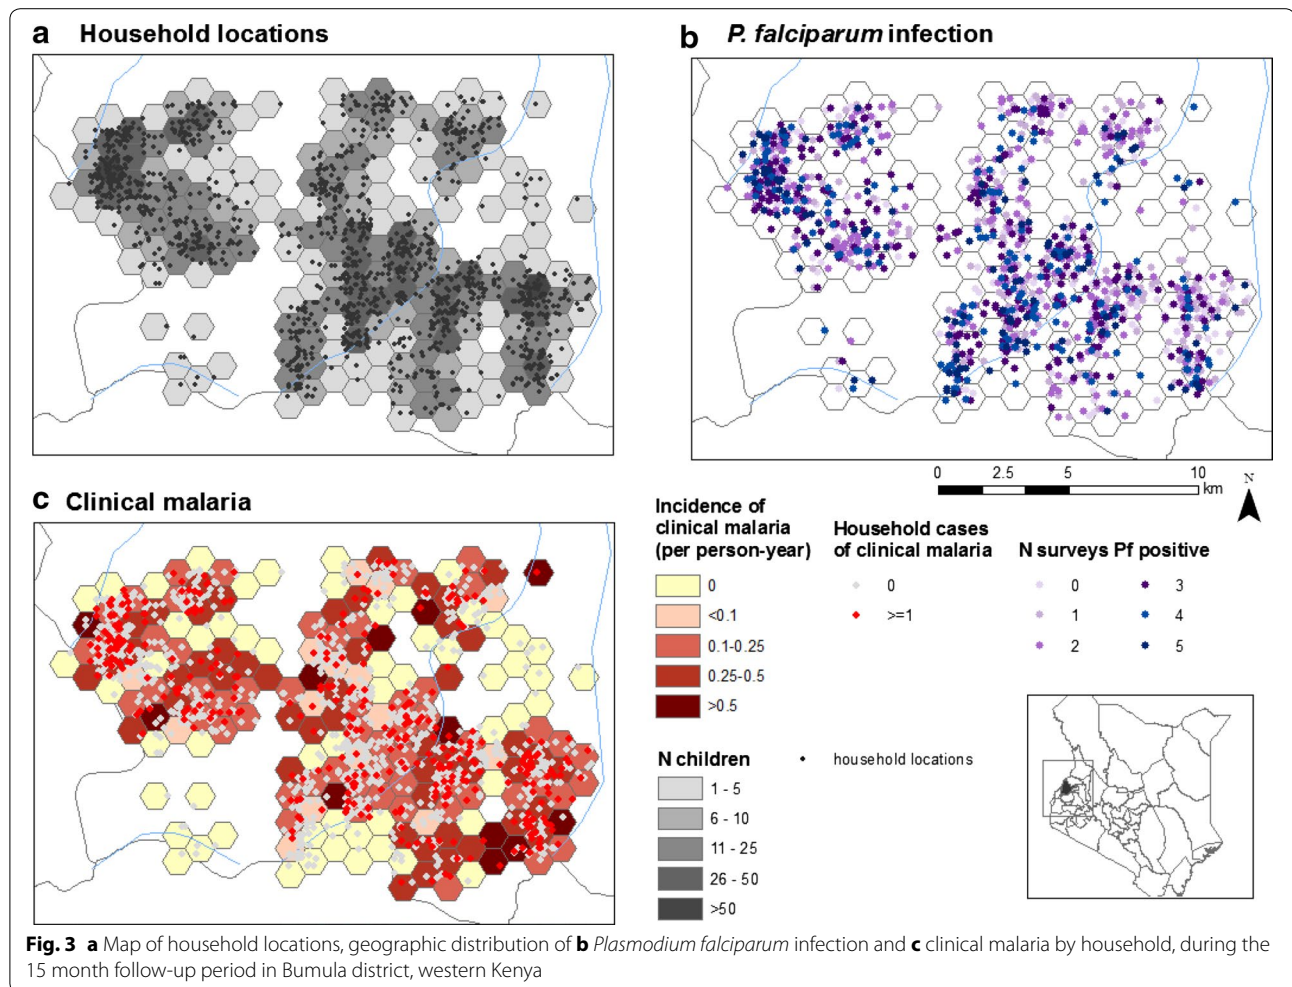 a Household locations
b P. falciparum infection
c Clinical malaria
0 2.5 5 10
km
N
Incidence of
clinical malaria
(per person-year)
0
<0.1
0.1-0.25
0.25-0.5
>0.5
Household cases
of clinical malaria
0
>=1
N surveys Pf positive
0 3
1 4
2 5
N children
1 - 5
6 - 10
11 - 25
26 - 50
>50
household locations
Fig. 3 a Map of household locations, geographic distribution of b Plasmodium falciparum infection and c clinical malaria by household, during the
15 month follow-up period in Bumula district, western Kenya